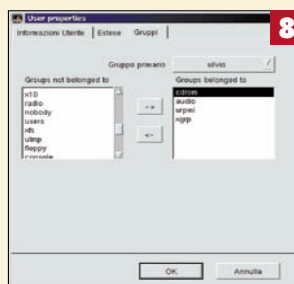 User properties
8
Informazioni Utente Estese Gruppi
Gruppo primario silvio
Groups not belonged to
Groups belonged to
x10
radio
nobody
users
xfs
utmp
floppy
console
-->
<--
cdrom
audio
urpmi
xgrp
OK
Annulla